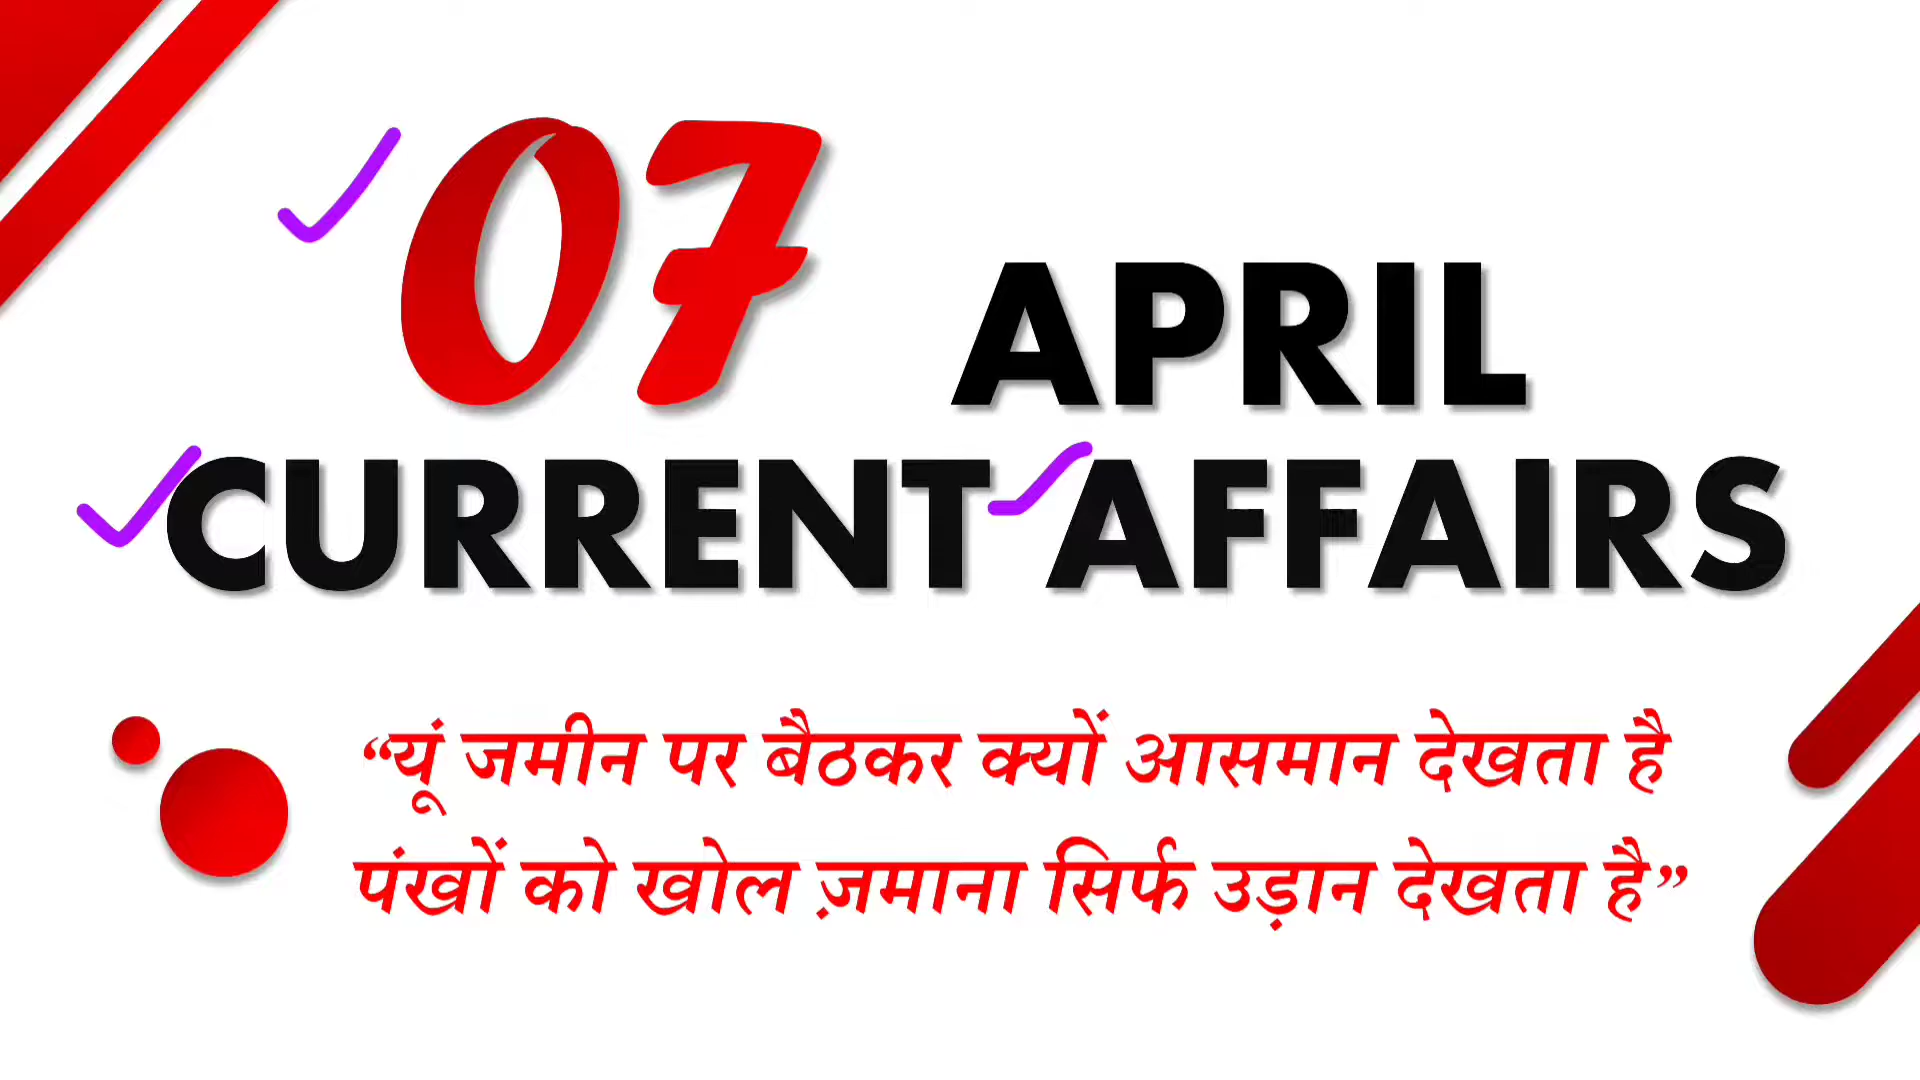 07 APRIL
CURRENT AFFAIRS
“यूं जमीन पर बैठकर क्यों आसमान देखता है
पंखों को खोल ज़माना सिर्फ उड़ान देखता है”